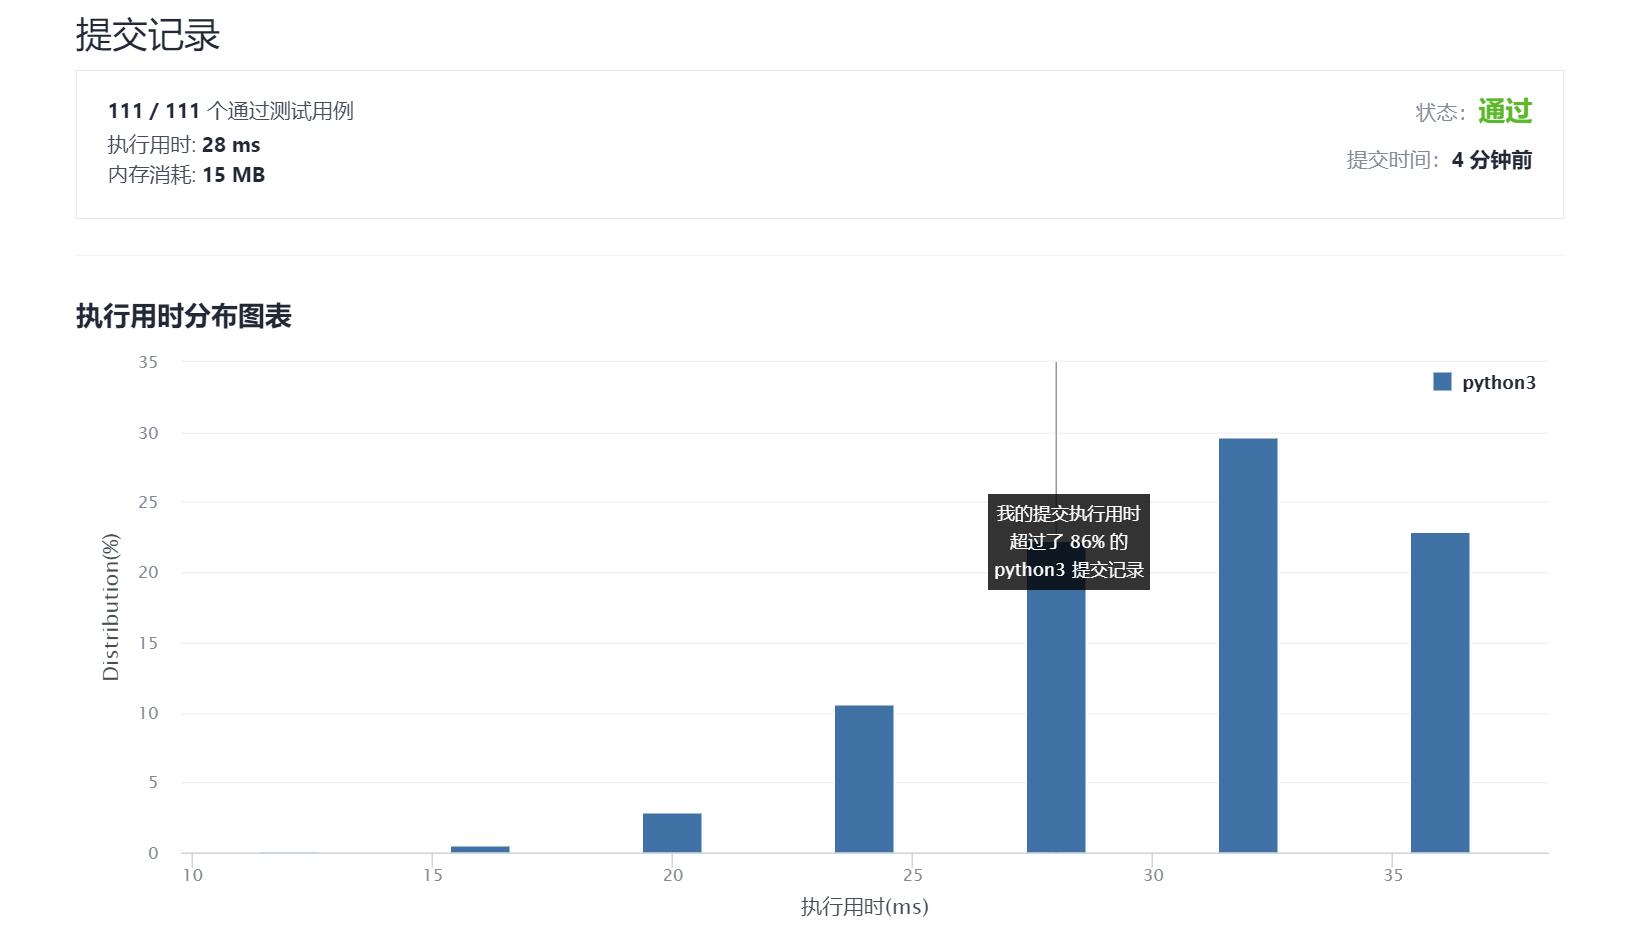 提交记录
111 / 111 个通过测试用例
状态：通过
执行用时: 28 ms
提交时间：4 分钟前
内存消耗: 15 MB
执行用时分布图表
35
python3
30
25
我的提交执行用时
超过了 86% 的
python3 提交记录
20
Distribution(%)
15
10
5
0
10 15 20 25 30 35
执行用时(ms)